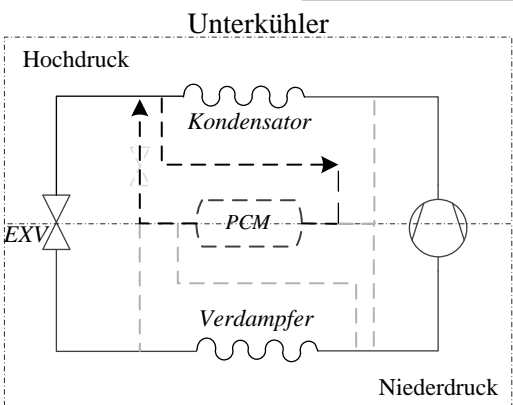 Unterkühler
Hochdruck
Kondensator
EXV
PCM
Verdampfer
Niederdruck